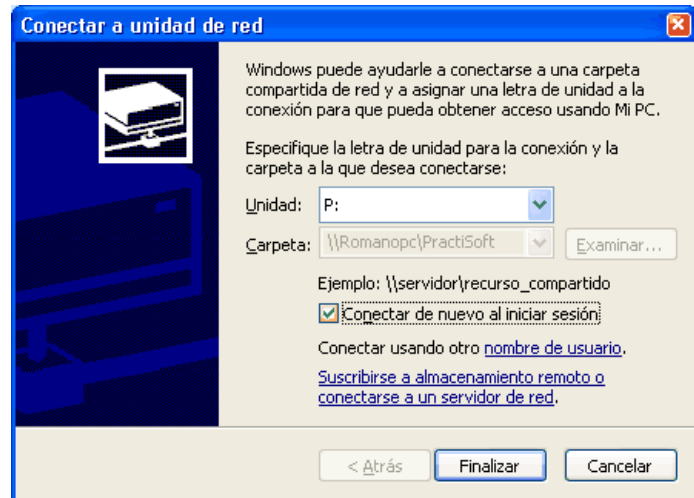 Conectar a unidad de red
Windows puede ayudarle a conectarse a una carpeta
compartida de red y a asignar una letra de unidad a la
conexión para que pueda obtener acceso usando Mi PC.
Especifique la letra de unidad para la conexión y la
carpeta a la que desea conectarse:
Unidad: P:
Carpeta: \\Romanopc\PractiSoft Examinar...
Ejemplo: \\servidor\recurso_compartido
Conectar de nuevo al iniciar sesión
Conectar usando otro nombre de usuario.
Suscribirse a almacenamiento remoto o
conectarse a un servidor de red.
< Atrás Finalizar Cancelar